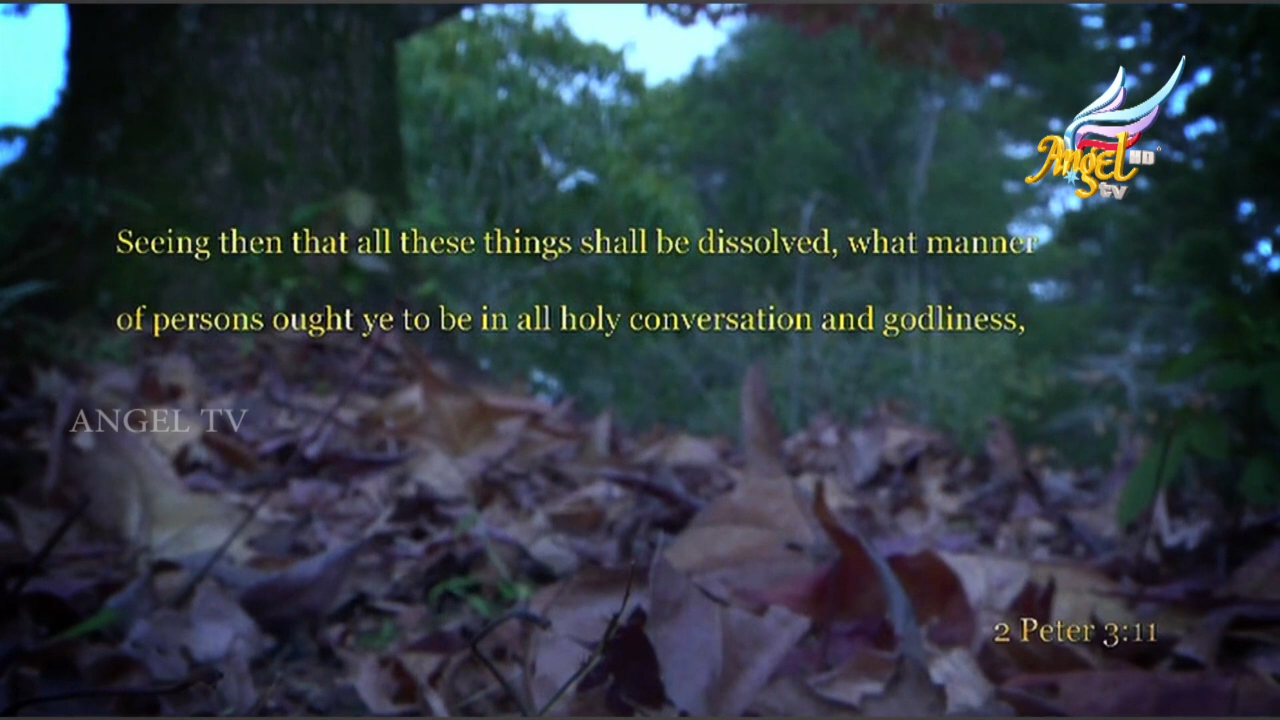 Angel HD
tv
Seeing then that all these things shall be dissolved, what manner
of persons ought ye to be in all holy conversation and godliness,
ANGEL TV
2 Peter 3:11